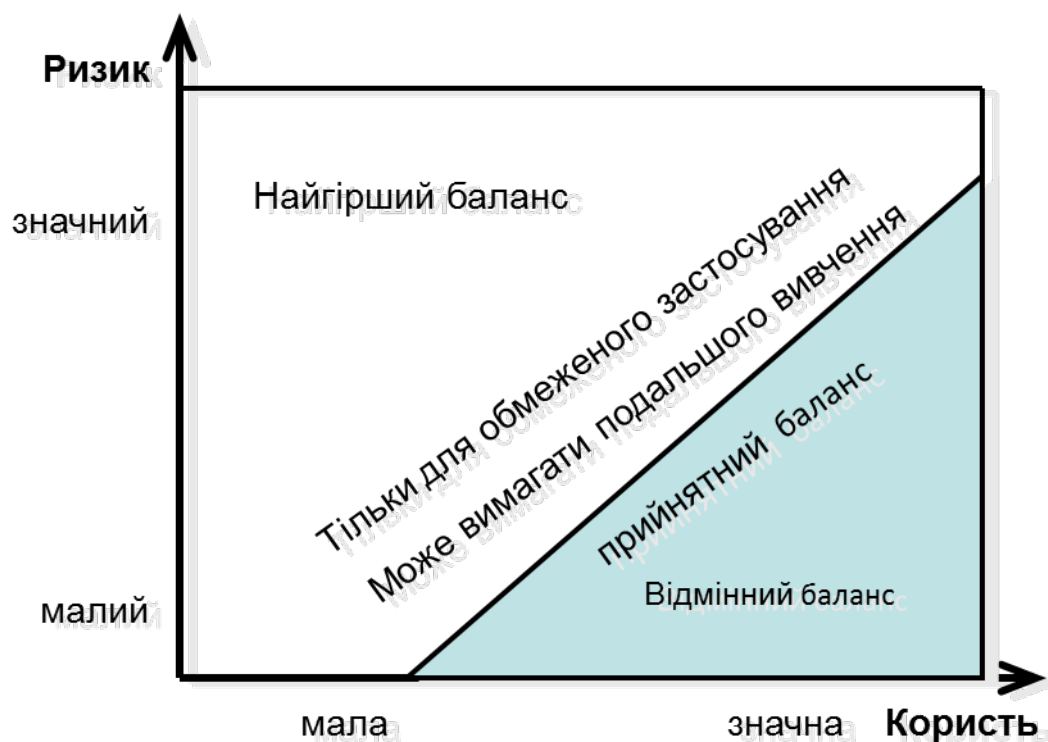 Ризик
Найгірший баланс
значний
Тільки для обмеженого застосування
Може вимагати подальшого вивчення
прийнятний баланс
Відмінний баланс
малий
мала
значна
Користь